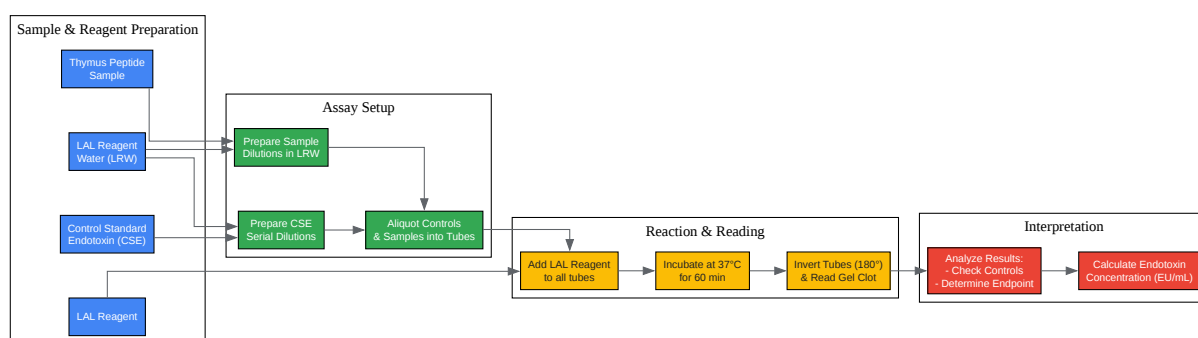 Sample & Reagent Preparation
Thymus Peptide
Sample
LAL Reagent
Water (LRW)
Control Standard
Endotoxin (CSE)
LAL Reagent
Assay Setup
Prepare Sample
Dilutions in LRW
Prepare CSE
Serial Dilutions
Aliquot Controls
& Samples into Tubes
Reaction & Reading
Add LAL Reagent
to all tubes
Incubate at 37°C
for 60 min
Invert Tubes (180°)
& Read Gel Clot
Interpretation
Analyze Results:
- Check Controls
- Determine Endpoint
Calculate Endotoxin
Concentration (EU/mL)